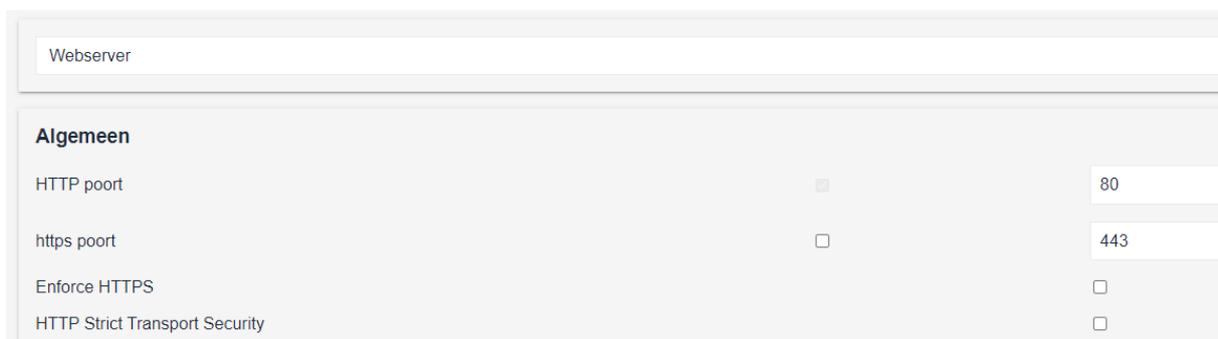 Webserver
Algemeen
HTTP poort 80
https poort 443
Enforce HTTPS
HTTP Strict Transport Security